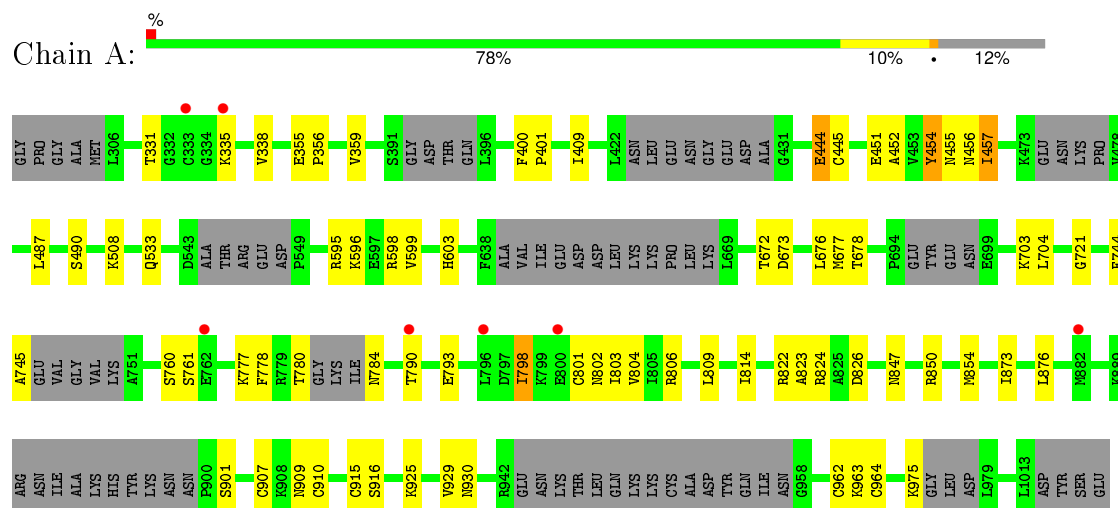 %
Chain A:
78% 10% • 12%
GLY PRO GLY ALA MET L306 T331 G332 C333 G334 K335 V338 E355 P356 V359 S391 GLY ASP THR GLN L396 F400 P401 I409 L422 ASN LEU GLU ASN GLY GLU ASP ALA G431 E444 C445 E451 A452 V453 Y454 N455 N456 I457 K473 GLU ASN LYS PRO V478
L487 S490 K508 Q533 D543 ALA THR ARG GLU ASP P549 R595 K596 E597 R598 V599 H603 F638 ALA VAL ILE GLU ASP ASP LEU LYS LYS PRO LEU LYS L669 T672 D673 L676 M677 T678 P694 GLU TYR GLU ASN E699 K703 L704 G721 E744
A745 GLU VAL GLY VAL LYS A751 S760 S761 E762 K777 F778 R779 T780 GLY LYS ILE N784 T790 E793 L796 D797 I798 K799 E800 C801 N802 I803 V804 I805 R806 L809 I814 R822 A823 R824 A825 D826 N847 R850 M854 I873 L876 M882 K889
ARG ASN ILE ALA LYS HIS TYR LYS ASN ASN P900 S901 C907 K908 N909 C910 C915 S916 K925 V929 N930 R942 GLU ASN LYS THR LEU GLN LYS LYS CYS ALA ASP TYR GLN ILE ASN G958 C962 K963 C964 K975 GLY LEU ASP L979 L1013 ASP TYR SER GLU